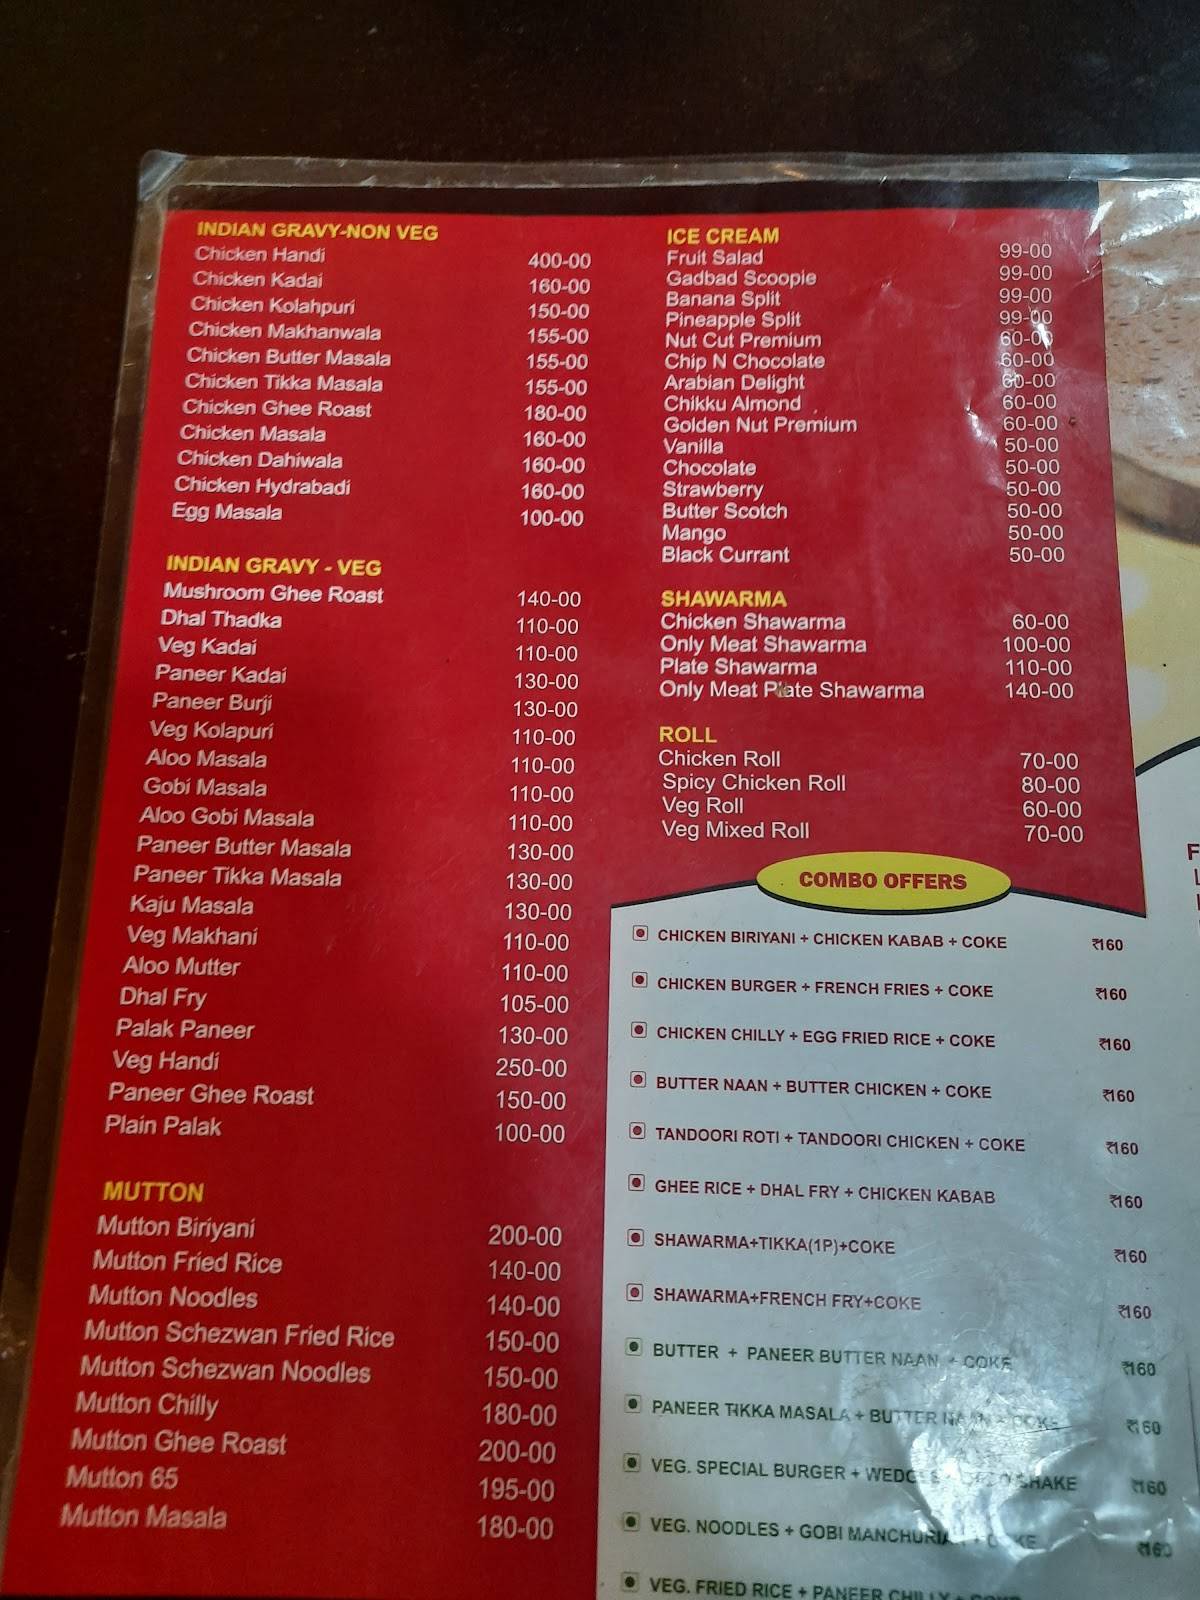 INDIAN GRAVY-NON VEG
Chicken Handi 400-00
Chicken Kadai 160-00
Chicken Kolahpuri 150-00
Chicken Makhanwala 155-00
Chicken Butter Masala 155-00
Chicken Tikka Masala 155-00
Chicken Ghee Roast 180-00
Chicken Masala 160-00
Chicken Dahiwala 160-00
Chicken Hydrabadi 160-00
Egg Masala 100-00
INDIAN GRAVY - VEG
Mushroom Ghee Roast 140-00
Dhal Thadka 110-00
Veg Kadai 110-00
Paneer Kadai 130-00
Paneer Burji 130-00
Veg Kolapuri 110-00
Aloo Masala 110-00
Gobi Masala 110-00
Aloo Gobi Masala 110-00
Paneer Butter Masala 130-00
Paneer Tikka Masala 130-00
Kaju Masala 130-00
Veg Makhani 110-00
Aloo Mutter 110-00
Dhal Fry 105-00
Palak Paneer 130-00
Veg Handi 250-00
Paneer Ghee Roast 150-00
Plain Palak 100-00
MUTTON
Mutton Biriyani 200-00
Mutton Fried Rice 140-00
Mutton Noodles 140-00
Mutton Schezwan Fried Rice 150-00
Mutton Schezwan Noodles 150-00
Mutton Chilly 180-00
Mutton Ghee Roast 200-00
Mutton 65 195-00
Mutton Masala 180-00
ICE CREAM
Fruit Salad 99-00
Gadbad Scoopie 99-00
Banana Split 99-00
Pineapple Split 99-00
Nut Cut Premium 60-00
Chip N Chocolate 60-00
Arabian Delight 60-00
Chikku Almond 60-00
Golden Nut Premium 60-00
Vanilla 50-00
Chocolate 50-00
Strawberry 50-00
Butter Scotch 50-00
Mango 50-00
Black Currant 50-00
SHAWARMA
Chicken Shawarma 60-00
Only Meat Shawarma 100-00
Plate Shawarma 110-00
Only Meat Plate Shawarma 140-00
ROLL
Chicken Roll 70-00
Spicy Chicken Roll 80-00
Veg Roll 60-00
Veg Mixed Roll 70-00
COMBO OFFERS
CHICKEN BIRIYANI + CHICKEN KABAB + COKE ₹160
CHICKEN BURGER + FRENCH FRIES + COKE ₹160
CHICKEN CHILLY + EGG FRIED RICE + COKE ₹160
BUTTER NAAN + BUTTER CHICKEN + COKE ₹160
TANDOORI ROTI + TANDOORI CHICKEN + COKE ₹160
GHEE RICE + DHAL FRY + CHICKEN KABAB ₹160
SHAWARMA+TIKKA(1P)+COKE ₹160
SHAWARMA+FRENCH FRY+COKE ₹160
BUTTER + PANEER BUTTER NAAN + COKE ₹160
PANEER TIKKA MASALA + BUTTER NAAN + COKE ₹160
VEG. SPECIAL BURGER + SHAKE ₹160
VEG. NOODLES + GOBI MANCHURIAN + COKE ₹160
VEG. FRIED RICE + PANEER CHILLY + COKE